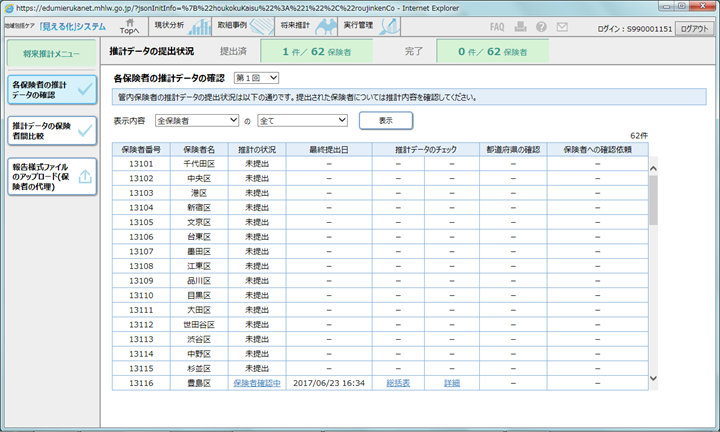 https://edumierukanet.mhlw.go.jp/?jsonInitInfo=%7B%22houkokuKaisu%22%3A%221%22%2C%22roujinkenCo - Internet Explorer
地域包括ケア「見える化」システム Topへ 現状分析 取組事例 将来推計 実行管理 FAQ ログイン：S990001151 ログアウト
将来推計メニュー
各保険者の推計データの確認
推計データの保険者間比較
報告様式ファイルのアップロード(保険者の代理)
推計データの提出状況 提出済 1 件／ 62 保険者 完了 0 件／ 62 保険者
各保険者の推計データの確認 第１回
管内保険者の推計データの提出状況は以下の通りです。提出された保険者については推計内容を確認してください。
表示内容 全保険者 の 全て 表示
62件
保険者番号 保険者名 推計の状況 最終提出日 推計データのチェック 都道府県の確認 保険者への確認依頼
13101 千代田区 未提出 － － － － －
13102 中央区 未提出 － － － － －
13103 港区 未提出 － － － － －
13104 新宿区 未提出 － － － － －
13105 文京区 未提出 － － － － －
13106 台東区 未提出 － － － － －
13107 墨田区 未提出 － － － － －
13108 江東区 未提出 － － － － －
13109 品川区 未提出 － － － － －
13110 目黒区 未提出 － － － － －
13111 大田区 未提出 － － － － －
13112 世田谷区 未提出 － － － － －
13113 渋谷区 未提出 － － － － －
13114 中野区 未提出 － － － － －
13115 杉並区 未提出 － － － － －
13116 豊島区 保険者確認中 2017/06/23 16:34 総括表 詳細 － －